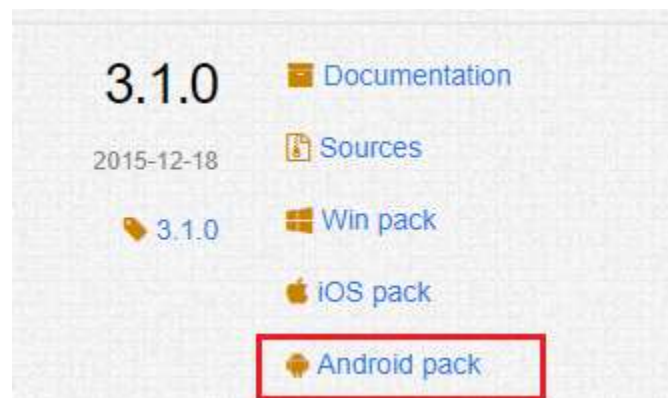 3.1.0
2015-12-18
3.1.0
Documentation
Sources
Win pack
iOS pack
Android pack